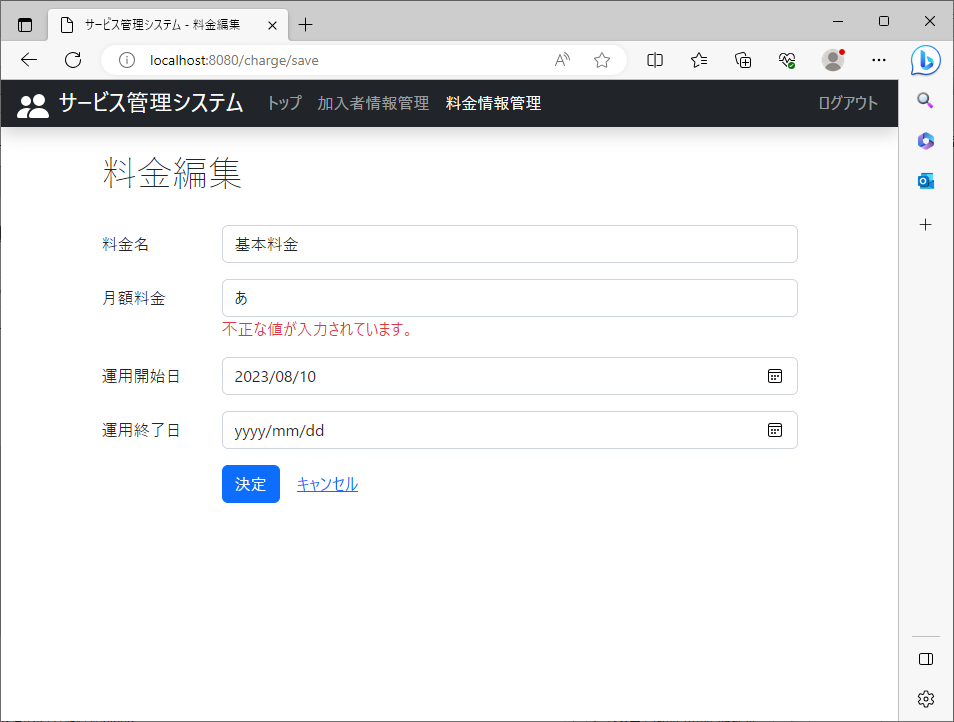 サービス管理システム - 料金編集
localhost:8080/charge/save
サービス管理システム トップ 加入者情報管理 料金情報管理 ログアウト
料金編集
料金名 基本料金
月額料金 あ
不正な値が入力されています。
運用開始日 2023/08/10
運用終了日 yyyy/mm/dd
決定 キャンセル